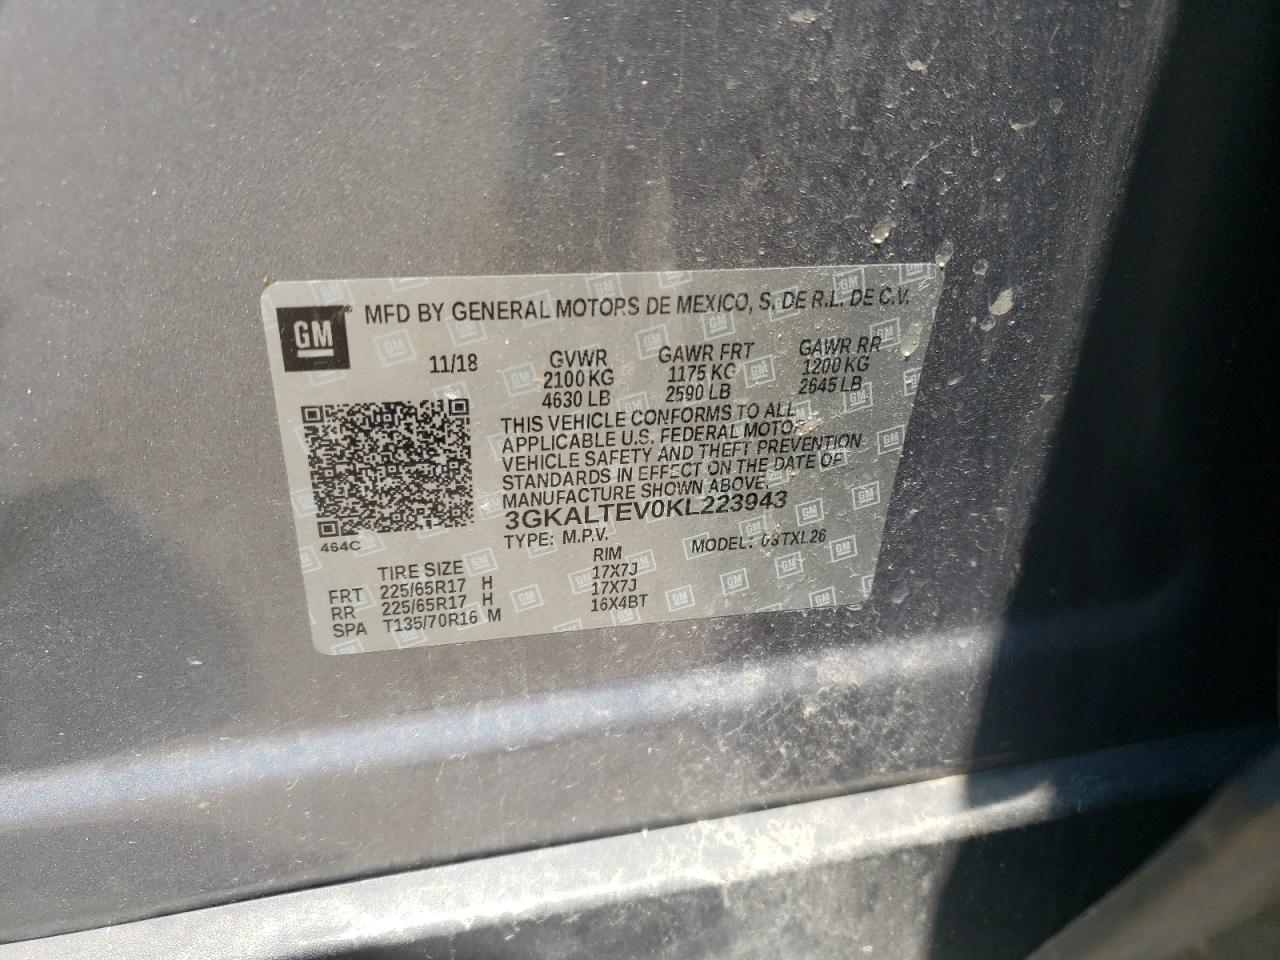 GM
MFD BY GENERAL MOTORS DE MEXICO, S. DE R.L. DE C.V.
11/18 GVWR GAWR FRT GAWR RR
2100 KG 1175 KG 1200 KG
4630 LB 2590 LB 2645 LB
THIS VEHICLE CONFORMS TO ALL
APPLICABLE U.S. FEDERAL MOTOR
VEHICLE SAFETY AND THEFT PREVENTION
STANDARDS IN EFFECT ON THE DATE OF
MANUFACTURE SHOWN ABOVE.
3GKALTEV0KL223943
464C
TYPE: M.P.V. MODEL:
TIRE SIZE RIM
FRT 225/65R17 H 17X7J
RR 225/65R17 H 17X7J
SPA T135/70R16 M 16X4BT